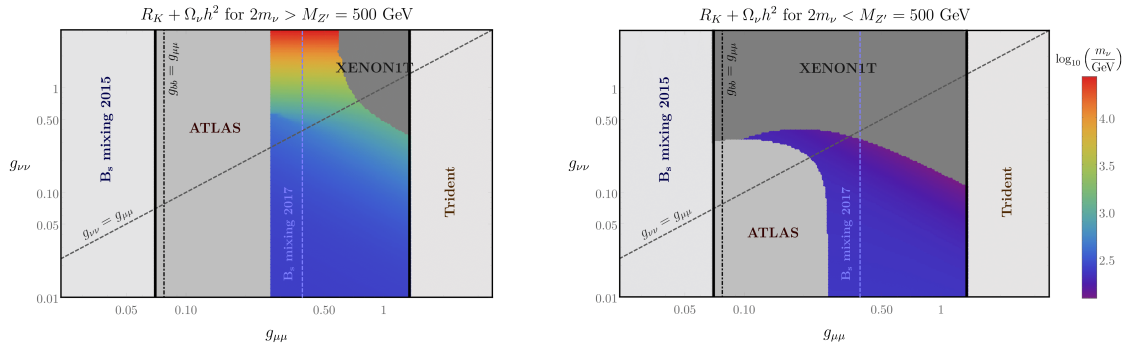 R_K + Ω_ν h² for 2m_ν > M_Z′ = 500 GeV
B_s mixing 2015
g_bb = g_μμ
ATLAS
XENON1T
B_s mixing 2017
Trident
g_νν = g_μμ
g_νν
1
0.50
0.10
0.05
0.01
0.05
0.10
0.50
1
g_μμ
R_K + Ω_ν h² for 2m_ν < M_Z′ = 500 GeV
B_s mixing 2015
g_bb = g_μμ
XENON1T
ATLAS
B_s mixing 2017
Trident
g_νν = g_μμ
g_νν
1
0.50
0.10
0.05
0.01
0.05
0.10
0.50
1
g_μμ
log₁₀ (m_ν/GeV)
4.0
3.5
3.0
2.5